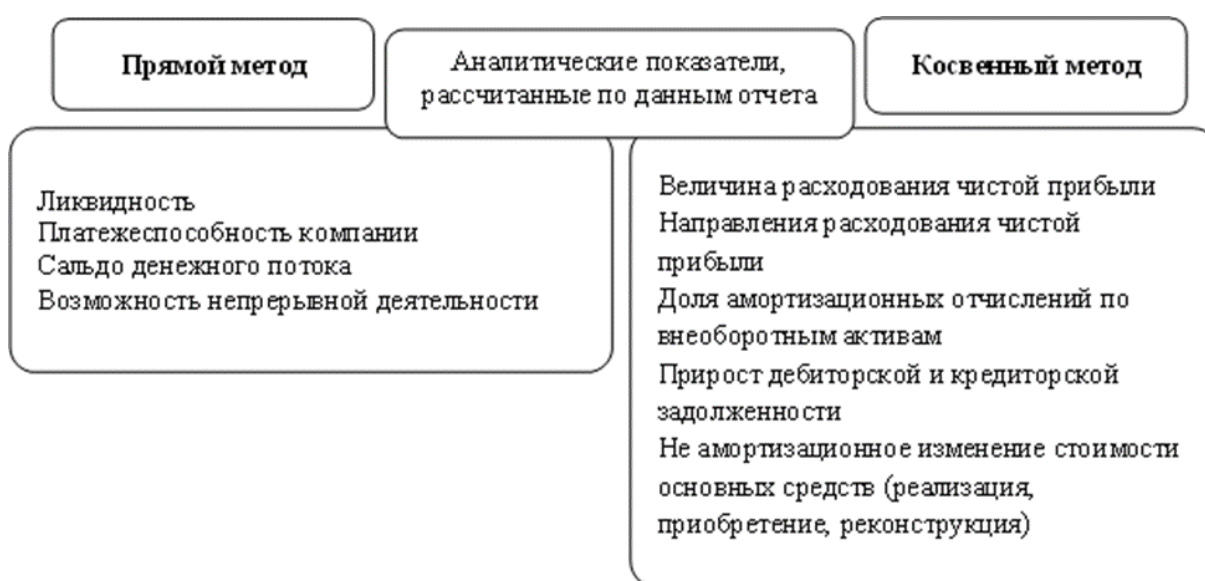 Прямой метод
Аналитические показатели,
рассчитанные по данным отчета
Косвенный метод
Ликвидность
Платежеспособность компании
Сальдо денежного потока
Возможность непрерывной деятельности
Величина расходования чистой прибыли
Направления расходования чистой
прибыли
Доля амортизационных отчислений по
внеоборотным активам
Прирост дебиторской и кредиторской
задолженности
Не амортизационное изменение стоимости
основных средств (реализация,
приобретение, реконструкция)